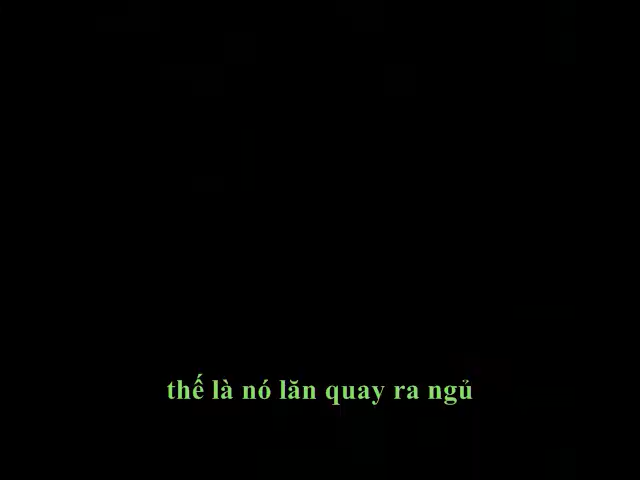 thế là nó lăn quay ra ngủ